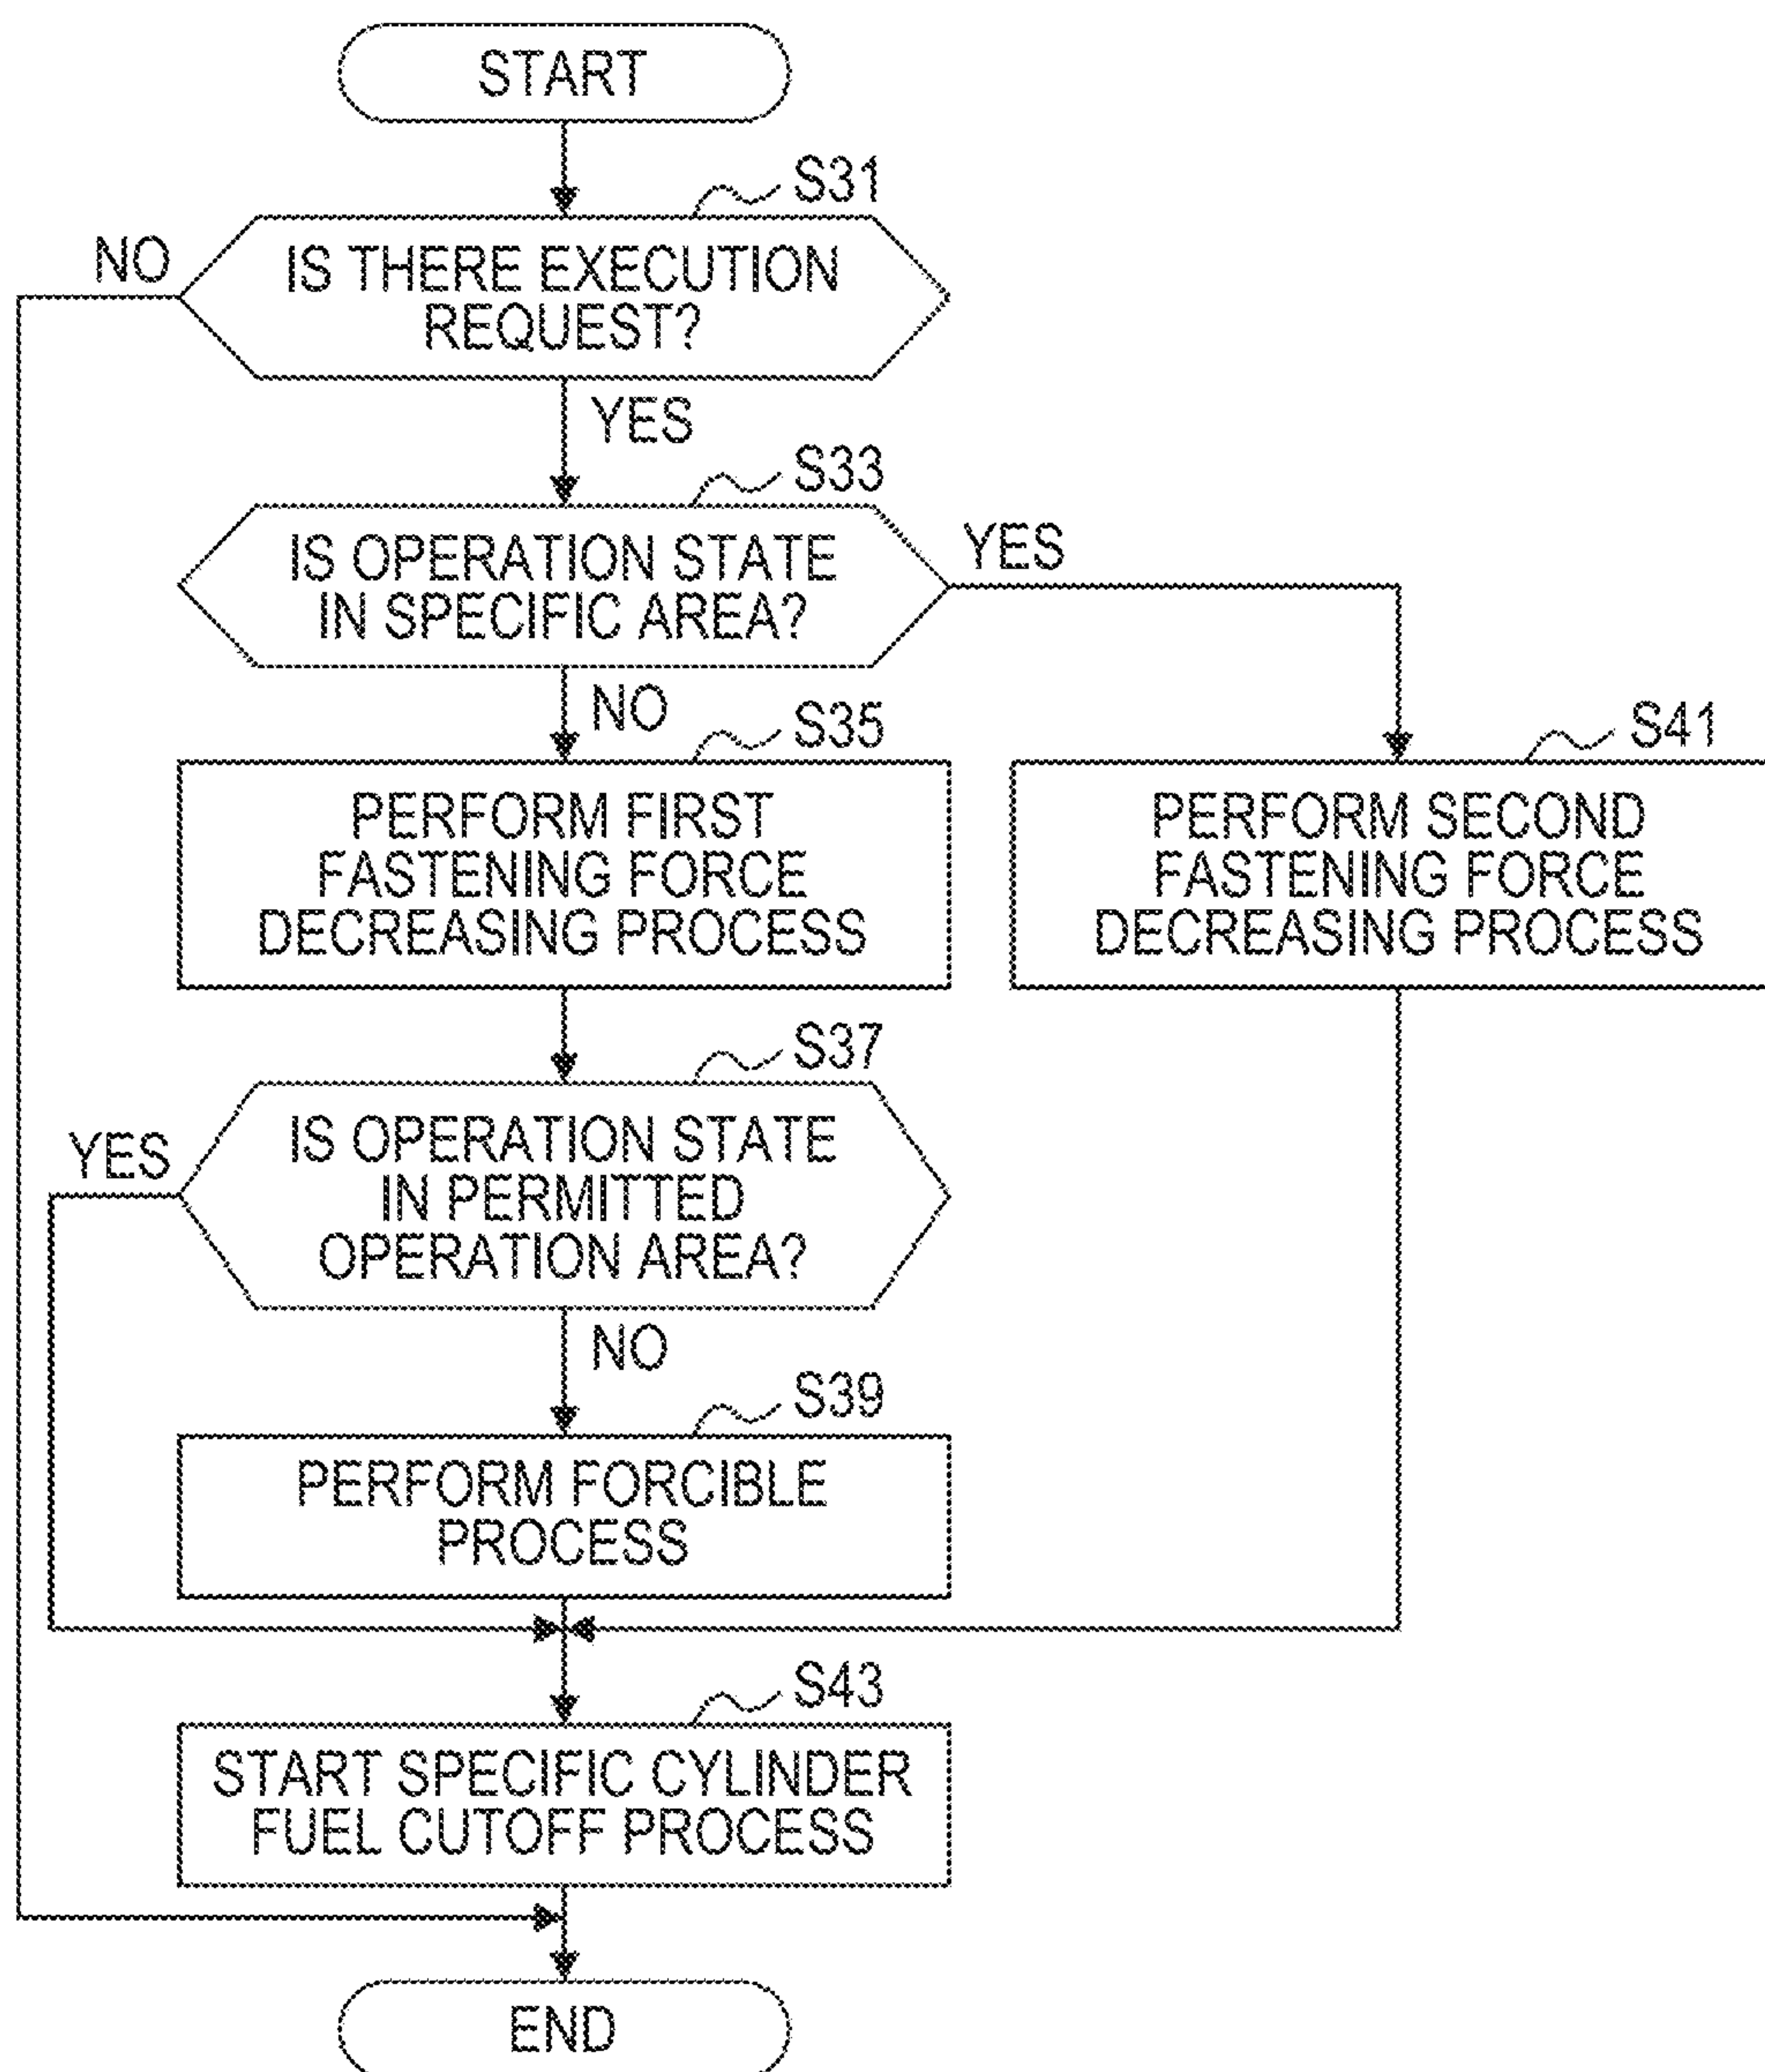 START
S31
NO
IS THERE EXECUTION
REQUEST?
YES
S33
IS OPERATION STATE
IN SPECIFIC AREA?
YES
NO
S35
PERFORM FIRST
FASTENING FORCE
DECREASING PROCESS
S41
PERFORM SECOND
FASTENING FORCE
DECREASING PROCESS
S37
YES
IS OPERATION STATE
IN PERMITTED
OPERATION AREA?
NO
S39
PERFORM FORCIBLE
PROCESS
S43
START SPECIFIC CYLINDER
FUEL CUTOFF PROCESS
END